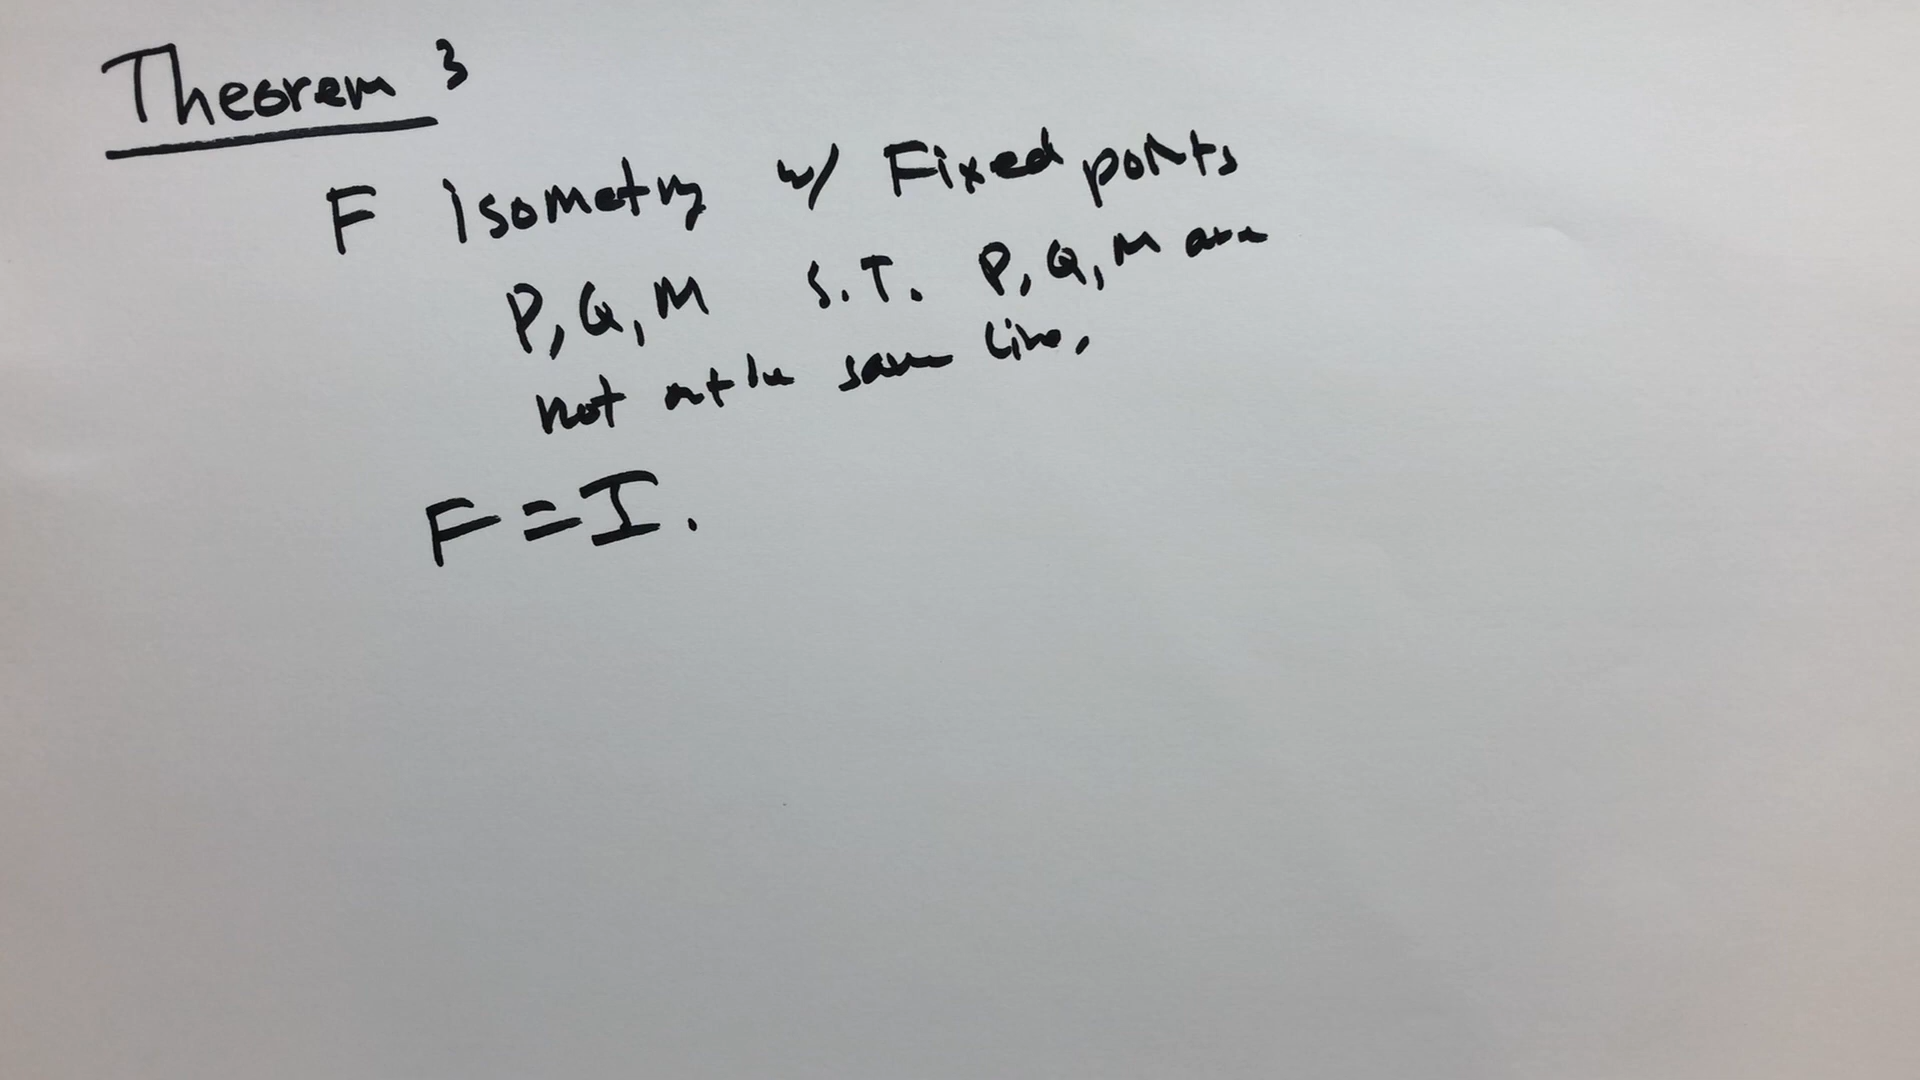 Theorem 3
F isometry w/ Fixed points
P, Q, M S.T. P, Q, M are
not on the same line.
F = I.